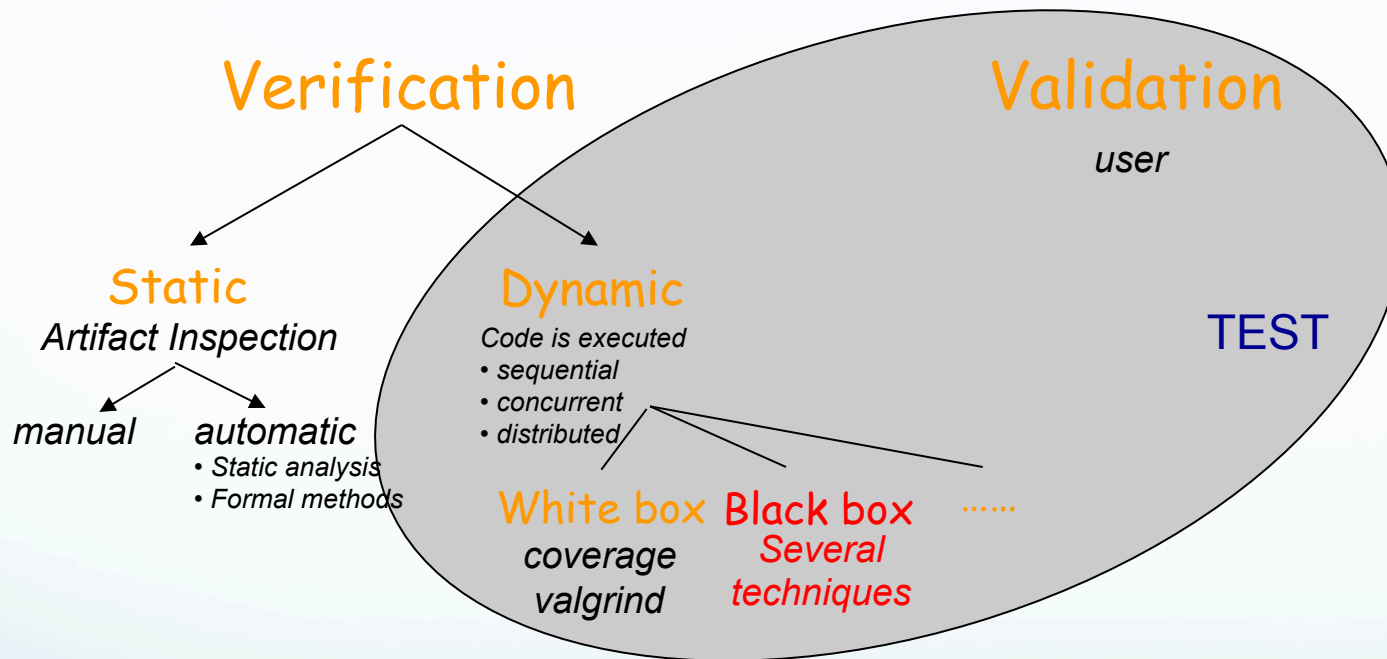 Verification
Validation
user
Static
Artifact Inspection
manual
automatic
• Static analysis
• Formal methods
Dynamic
Code is executed
• sequential
• concurrent
• distributed
TEST
White box
coverage
valgrind
Black box
Several
techniques
……